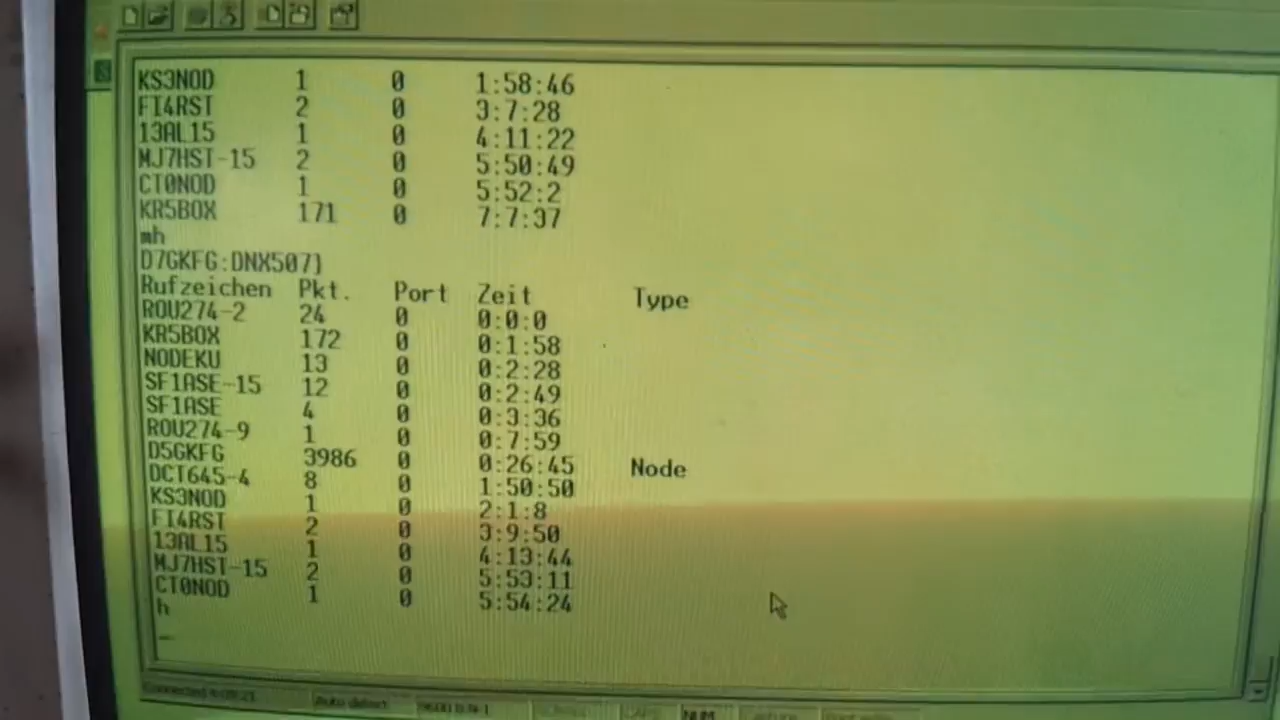 KS3NOD 1 0 1:58:46
FI4RST 2 0 3:7:28
13AL15 1 0 4:11:22
MJ7HST-15 2 0 5:50:49
CT0NOD 1 0 5:52:2
KR5BOX 171 0 7:7:37
mh
D7GKFG:DNX507}
Rufzeichen Pkt. Port Zeit Type
ROU274-2 24 0 0:0:0
KR5BOX 172 0 0:1:58
NODEKU 13 0 0:2:28
SF1ASE-15 12 0 0:2:49
SF1ASE 4 0 0:3:36
ROU274-9 1 0 0:7:59
D5GKFG 3986 0 0:26:45 Node
DCT645-4 8 0 1:50:50
KS3NOD 1 0 2:1:8
FI4RST 2 0 3:9:50
13AL15 1 0 4:13:44
MJ7HST-15 2 0 5:53:11
CT0NOD 1 0 5:54:24
h
Auto detect NUM